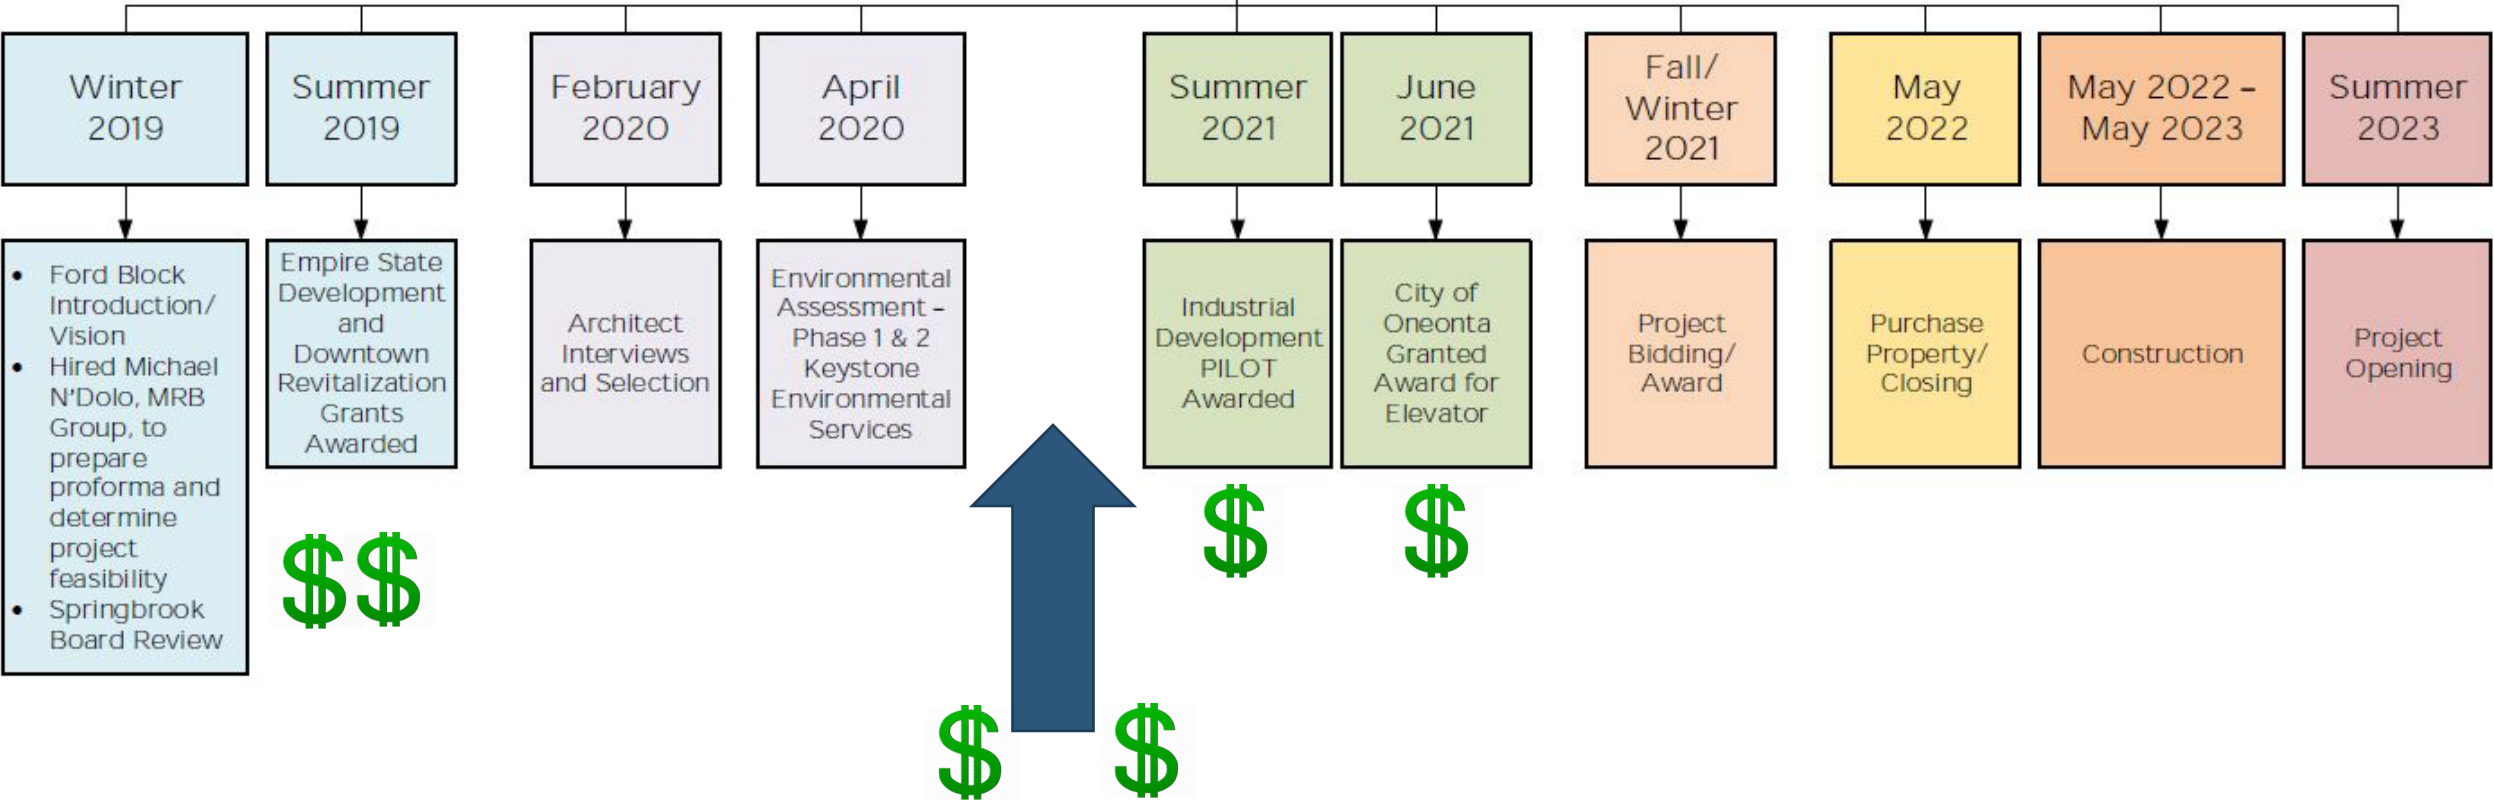 Winter
2019
Summer
2019
February
2020
April
2020
Summer
2021
June
2021
Fall/
Winter
2021
May
2022
May 2022 –
May 2023
Summer
2023
• Ford Block
Introduction/
Vision
• Hired Michael
N'Dolo, MRB
Group, to
prepare
proforma and
determine
project
feasibility
• Springbrook
Board Review
Empire State
Development
and
Downtown
Revitalization
Grants
Awarded
Architect
Interviews
and Selection
Environmental
Assessment –
Phase 1 & 2
Keystone
Environmental
Services
Industrial
Development
PILOT
Awarded
City of
Oneonta
Granted
Award for
Elevator
Project
Bidding/
Award
Purchase
Property/
Closing
Construction
Project
Opening
$$
$
$
$
$